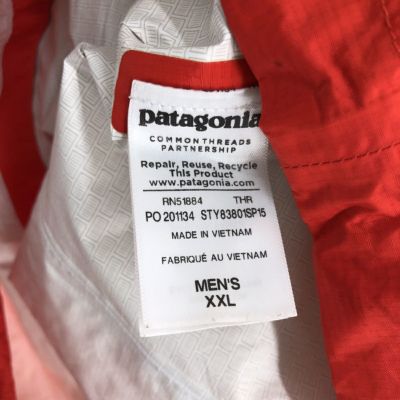 patagonia
COMMONTHREADS
PARTNERSHIP
Repair, Reuse, Recycle
This Product
www.patagonia.com
RN51884 THR
PO 201134 STY83801SP15
MADE IN VIETNAM
FABRIQUÉ AU VIETNAM
MEN'S
XXL